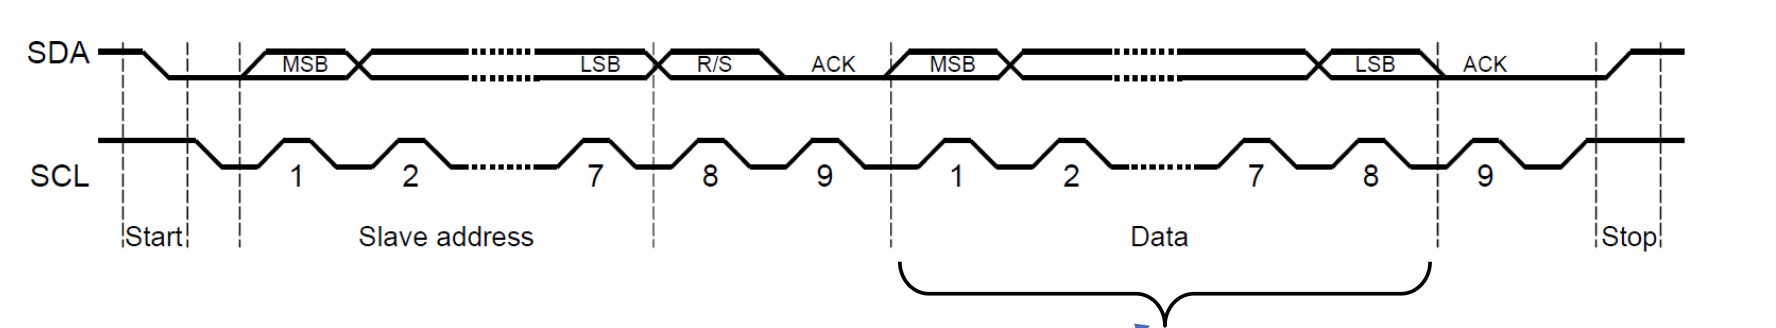 SDA MSB LSB R/S ACK MSB LSB ACK
SCL 1 2 7 8 9 1 2 7 8 9
Start Slave address Data Stop